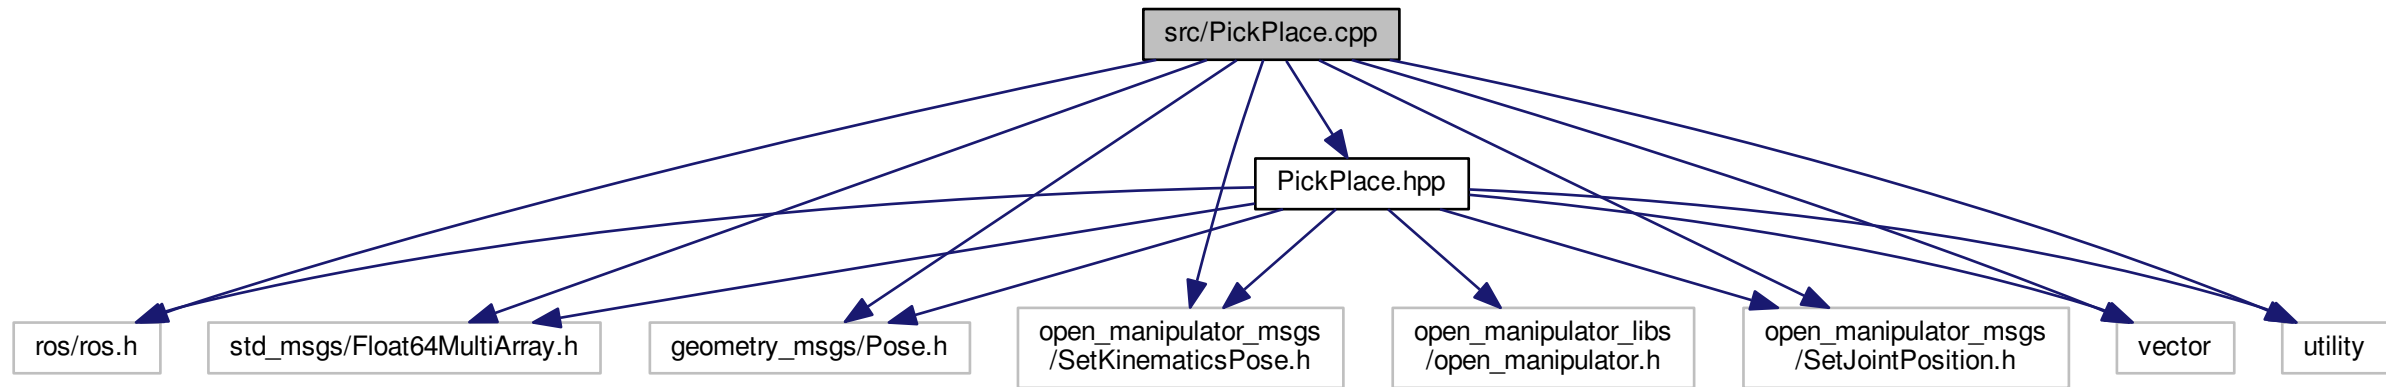 src/PickPlace.cpp
PickPlace.hpp
ros/ros.h
std_msgs/Float64MultiArray.h
geometry_msgs/Pose.h
open_manipulator_msgs
/SetKinematicsPose.h
open_manipulator_libs
/open_manipulator.h
open_manipulator_msgs
/SetJointPosition.h
vector
utility